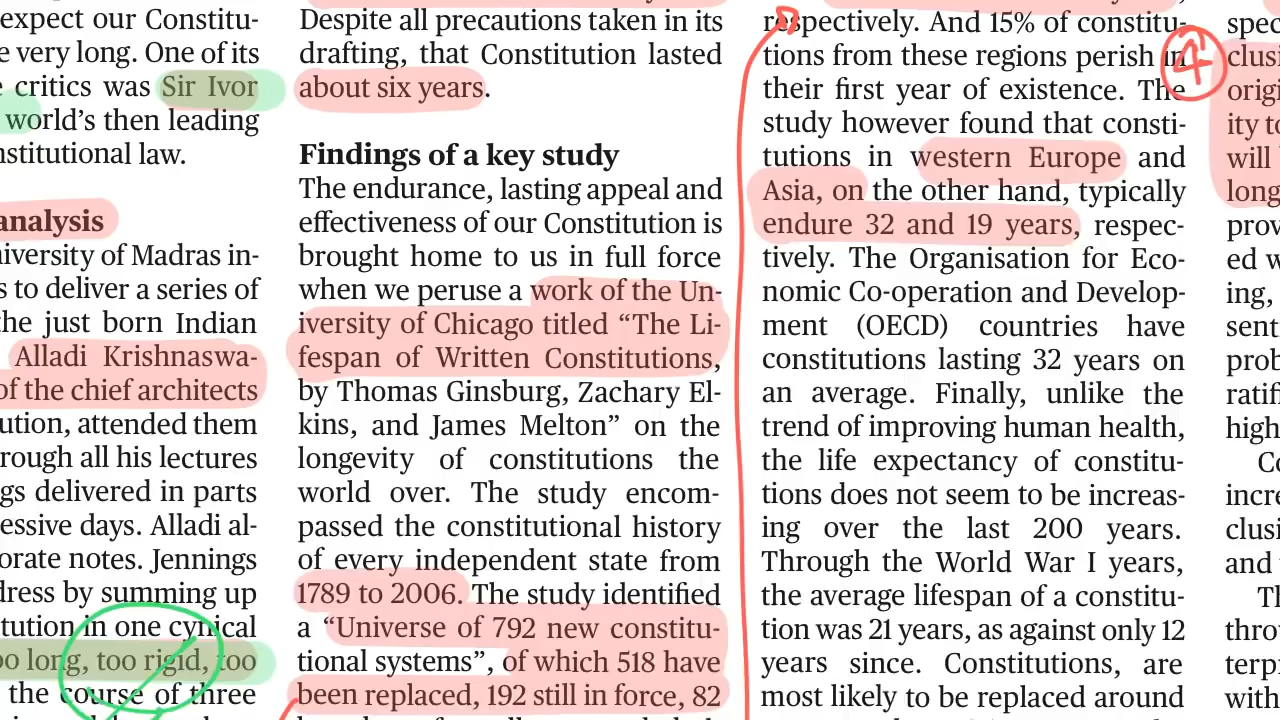 expect our Constitu-
e very long. One of its
critics was Sir Ivor
world's then leading
nstitutional law.
analysis
iversity of Madras in-
s to deliver a series of
the just born Indian
Alladi Krishnaswa-
of the chief architects
ution, attended them
rough all his lectures
gs delivered in parts
essive days. Alladi al-
orate notes. Jennings
dress by summing up
titution in one cynical
oo long, too rigid, too
the course of three
Despite all precautions taken in its
drafting, that Constitution lasted
about six years.
Findings of a key study
The endurance, lasting appeal and
effectiveness of our Constitution is
brought home to us in full force
when we peruse a work of the Un-
iversity of Chicago titled “The Li-
fespan of Written Constitutions,
by Thomas Ginsburg, Zachary El-
kins, and James Melton” on the
longevity of constitutions the
world over. The study encom-
passed the constitutional history
of every independent state from
1789 to 2006. The study identified
a “Universe of 792 new constitu-
tional systems”, of which 518 have
been replaced, 192 still in force, 82
respectively. And 15% of constitu-
tions from these regions perish in
their first year of existence. The
study however found that consti-
tutions in western Europe and
Asia, on the other hand, typically
endure 32 and 19 years, respec-
tively. The Organisation for Eco-
nomic Co-operation and Develop-
ment (OECD) countries have
constitutions lasting 32 years on
an average. Finally, unlike the
trend of improving human health,
the life expectancy of constitu-
tions does not seem to be increas-
ing over the last 200 years.
Through the World War I years,
the average lifespan of a constitu-
tion was 21 years, as against only 12
years since. Constitutions, are
most likely to be replaced around
4
spec
clusi
origi
ity to
will
long
prov
ed w
ing,
senti
prob
ratifi
high
Co
incre
clusi
and
Th
throu
terp
with